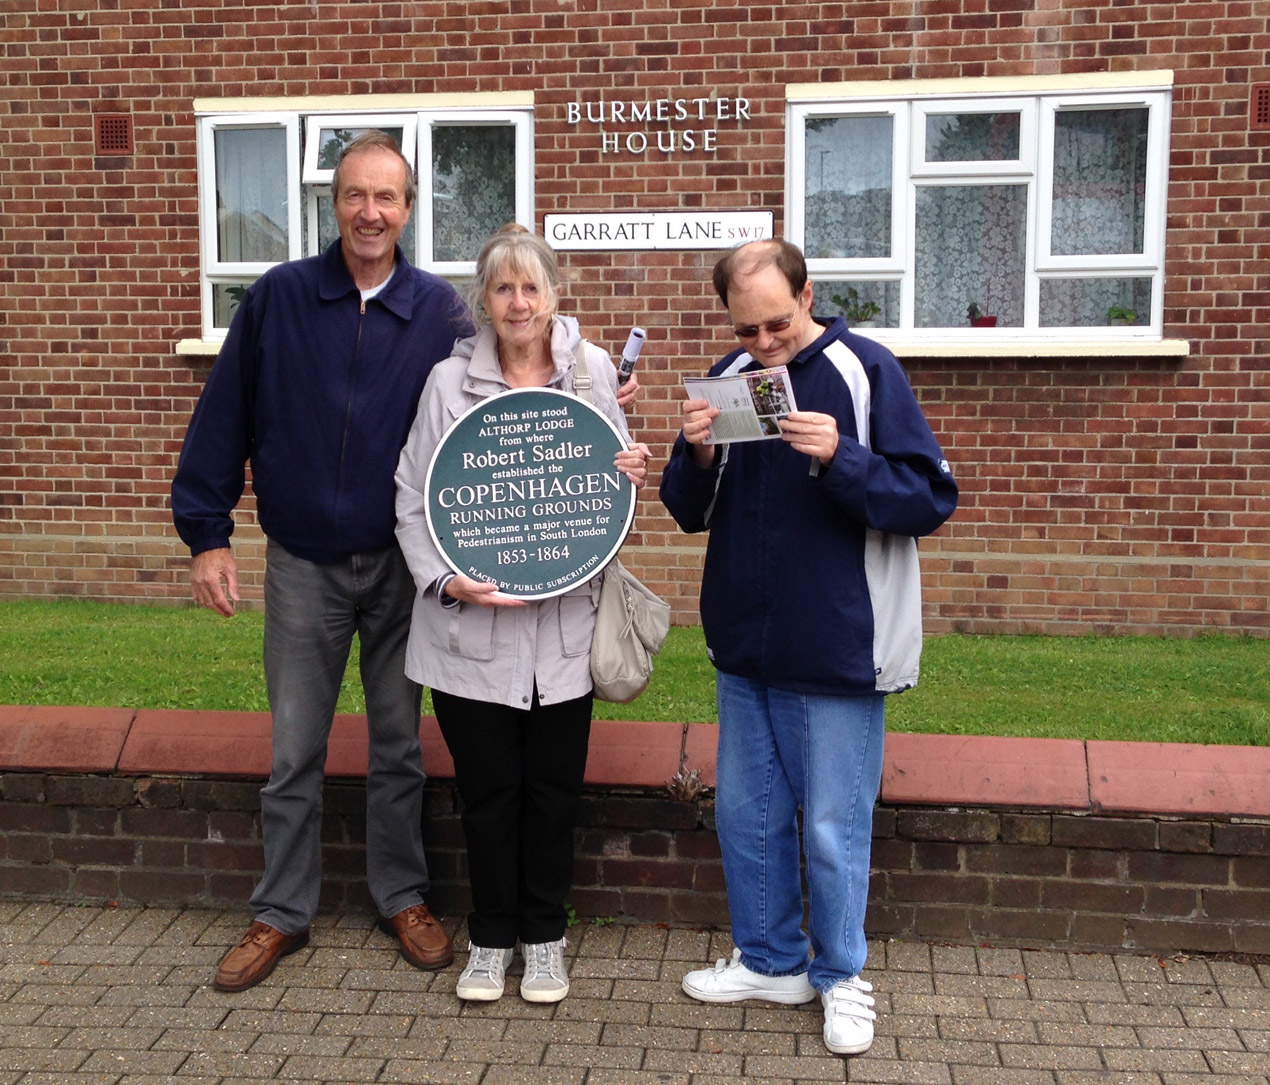 BURMESTER
HOUSE
GARRATT LANE SW17
On this site stood
ALTHORP LODGE
from where
Robert Sadler
established the
COPENHAGEN
RUNNING GROUNDS
which became a major venue for
Pedestrianism in South London
1853-1864
PLACED BY PUBLIC SUBSCRIPTION